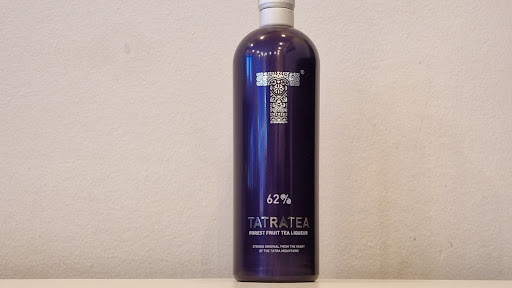 T®
62%
TATRATEA
FOREST FRUIT TEA LIQUEUR
STRONG ORIGINAL FROM THE HEART
OF THE TATRA MOUNTAINS